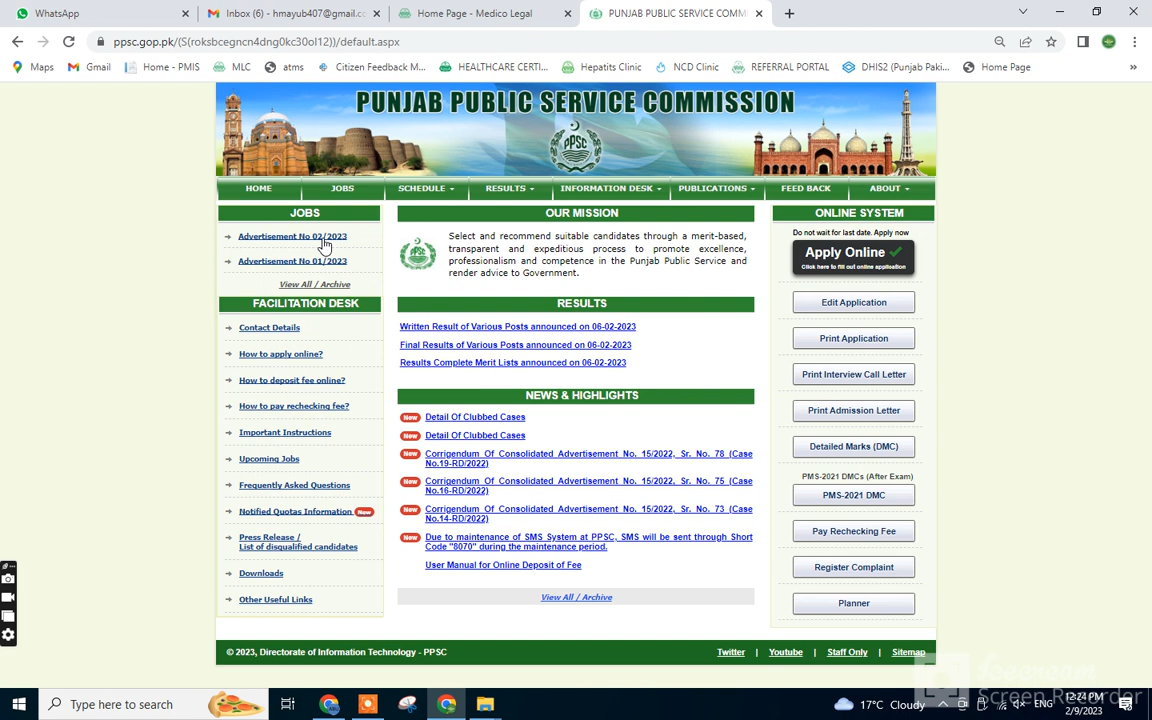 WhatsApp
Inbox (6) - hmayub407@gmail.co
Home Page - Medico Legal
PUNJAB PUBLIC SERVICE COMMI
ppsc.gop.pk/(S(roksbcegncn4dng0kc30ol12))/default.aspx
Maps
Gmail
Home - PMIS
MLC
atms
Citizen Feedback M...
HEALTHCARE CERTI...
Hepatits Clinic
NCD Clinic
REFERRAL PORTAL
DHIS2 (Punjab Paki...
Home Page
PUNJAB PUBLIC SERVICE COMMISSION
PPSC
HOME
JOBS
SCHEDULE
RESULTS
INFORMATION DESK
PUBLICATIONS
FEED BACK
ABOUT
JOBS
Advertisement No 02/2023
Advertisement No 01/2023
View All / Archive
FACILITATION DESK
Contact Details
How to apply online?
How to deposit fee online?
How to pay rechecking fee?
Important Instructions
Upcoming Jobs
Frequently Asked Questions
Notified Quotas Information New
Press Release /
List of disqualified candidates
Downloads
Other Useful Links
OUR MISSION
Select and recommend suitable candidates through a merit-based,
transparent and expeditious process to promote excellence,
professionalism and competence in the Punjab Public Service and
render advice to Government.
RESULTS
Written Result of Various Posts announced on 06-02-2023
Final Results of Various Posts announced on 06-02-2023
Results Complete Merit Lists announced on 06-02-2023
NEWS & HIGHLIGHTS
New Detail Of Clubbed Cases
New Detail Of Clubbed Cases
New Corrigendum Of Consolidated Advertisement No. 15/2022, Sr. No. 78 (Case
No.19-RD/2022)
New Corrigendum Of Consolidated Advertisement No. 15/2022, Sr. No. 75 (Case
No.16-RD/2022)
New Corrigendum Of Consolidated Advertisement No. 15/2022, Sr. No. 73 (Case
No.14-RD/2022)
New Due to maintenance of SMS System at PPSC, SMS will be sent through Short
Code "8070" during the maintenance period.
User Manual for Online Deposit of Fee
View All / Archive
ONLINE SYSTEM
Do not wait for last date. Apply now
Apply Online
Click here to fill out online application
Edit Application
Print Application
Print Interview Call Letter
Print Admission Letter
Detailed Marks (DMC)
PMS-2021 DMCs (After Exam)
PMS-2021 DMC
Pay Rechecking Fee
Register Complaint
Planner
© 2023, Directorate of Information Technology - PPSC
Twitter | Youtube | Staff Only | Sitemap
Screen Recorder
Type here to search
17°C Cloudy
ENG
12:24 PM
2/9/2023